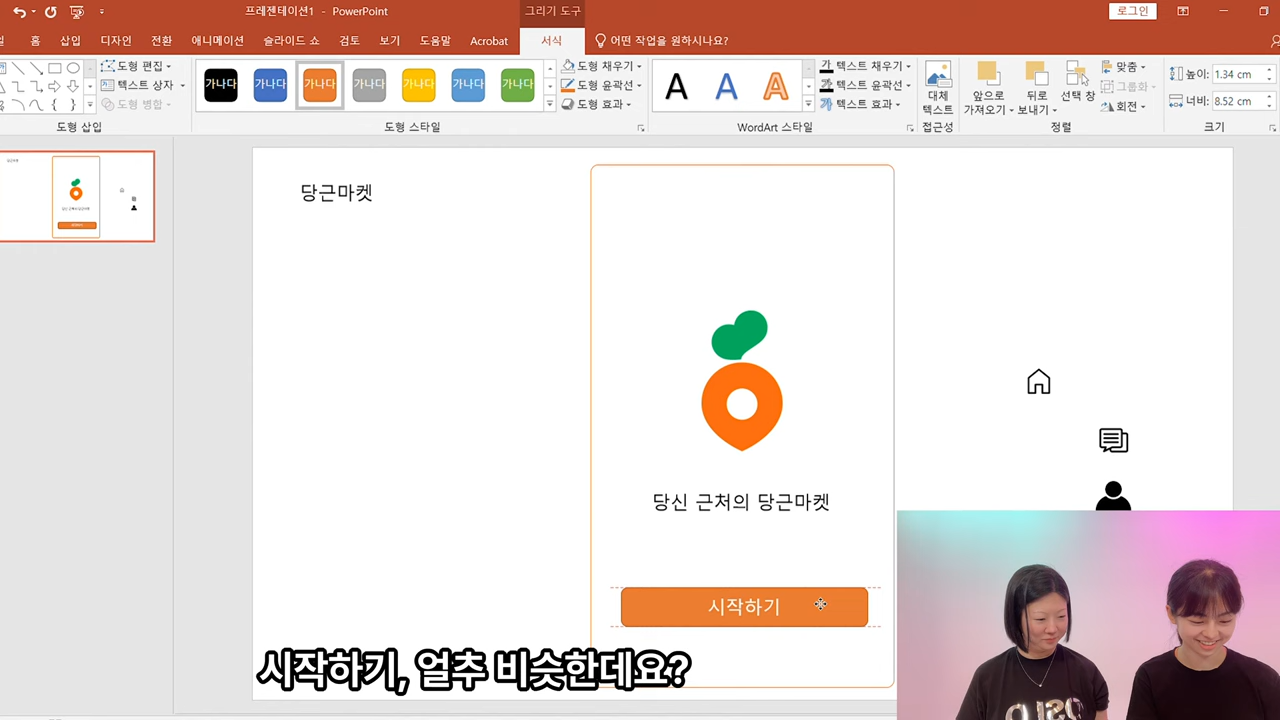 프레젠테이션1 - PowerPoint
그리기 도구
로그인
홈 삽입 디자인 전환 애니메이션 슬라이드 쇼 검토 보기 도움말 Acrobat 서식 어떤 작업을 원하시나요?
도형 편집
텍스트 상자
도형 병합
도형 삽입
가나다 가나다 가나다 가나다 가나다 가나다 가나다
도형 채우기
도형 윤곽선
도형 효과
도형 스타일
A A A
텍스트 채우기
텍스트 윤곽선
텍스트 효과
WordArt 스타일
대체
텍스트
접근성
앞으로
가져오기
뒤로
보내기
선택 창
맞춤
그룹화
회전
정렬
높이: 1.34 cm
너비: 8.52 cm
크기
당근마켓
당신 근처의 당근마켓
시작하기
시작하기, 얼추 비슷한데요?